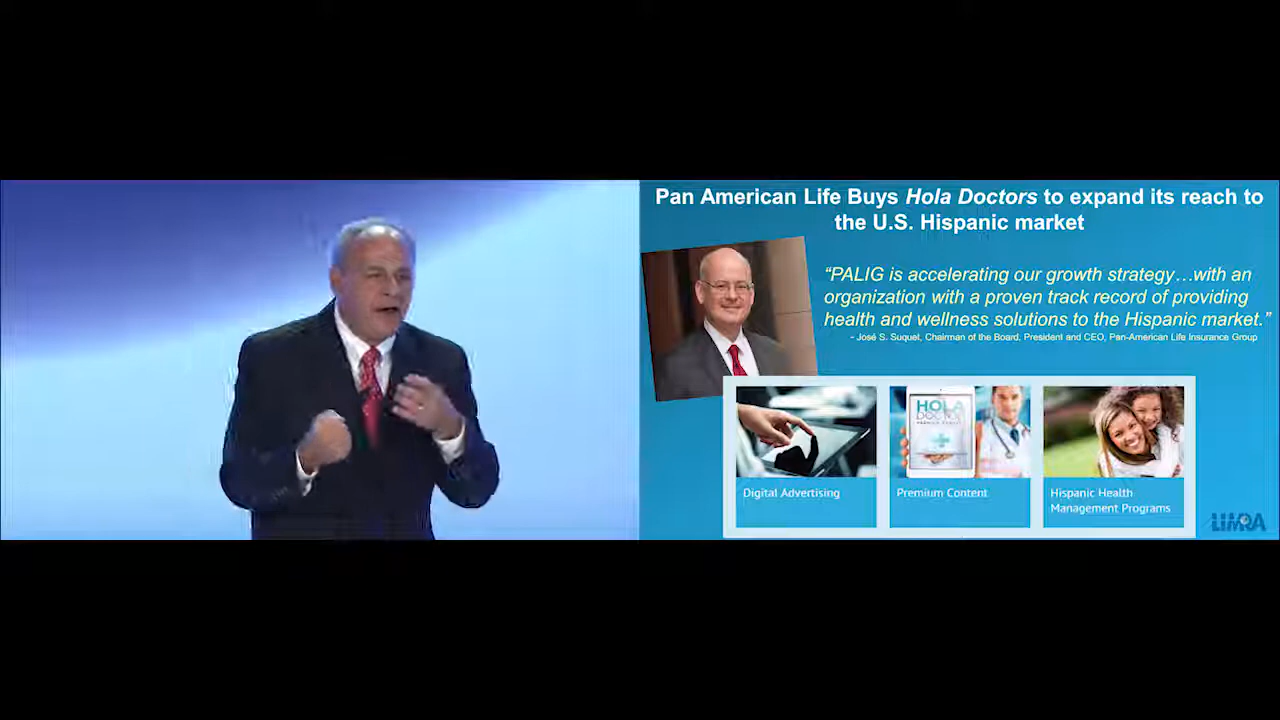 Pan American Life Buys Hola Doctors to expand its reach to
the U.S. Hispanic market
“PALIG is accelerating our growth strategy…with an
organization with a proven track record of providing
health and wellness solutions to the Hispanic market.”
- José S. Suquet, Chairman of the Board, President and CEO, Pan-American Life Insurance Group
HOLA
Digital Advertising
Premium Content
Hispanic Health
Management Programs
LIMRA